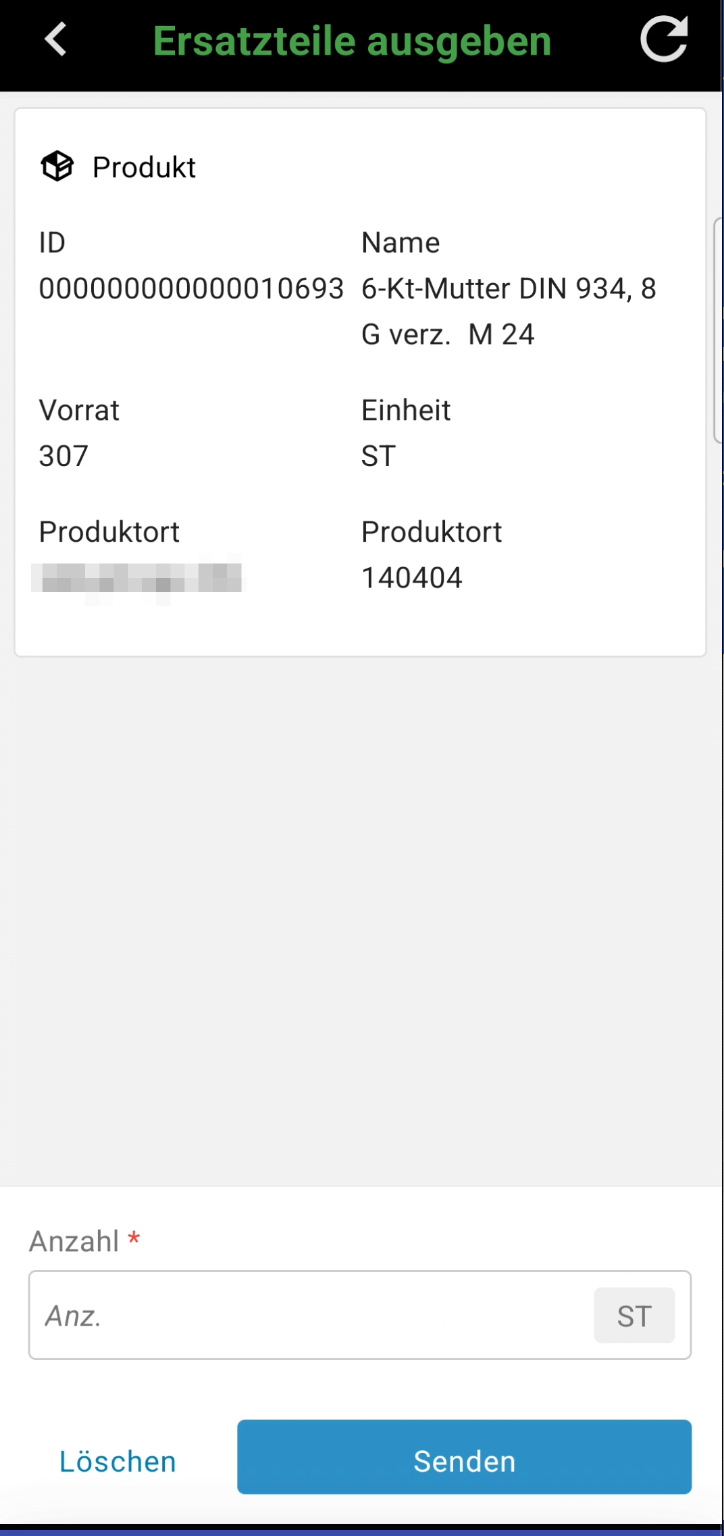 Ersatzteile ausgeben
Produkt
ID
000000000000010693
Name
6-Kt-Mutter DIN 934, 8
G verz.  M 24
Vorrat
307
Einheit
ST
Produktort
Produktort
140404
Anzahl *
Anz.
ST
Löschen
Senden